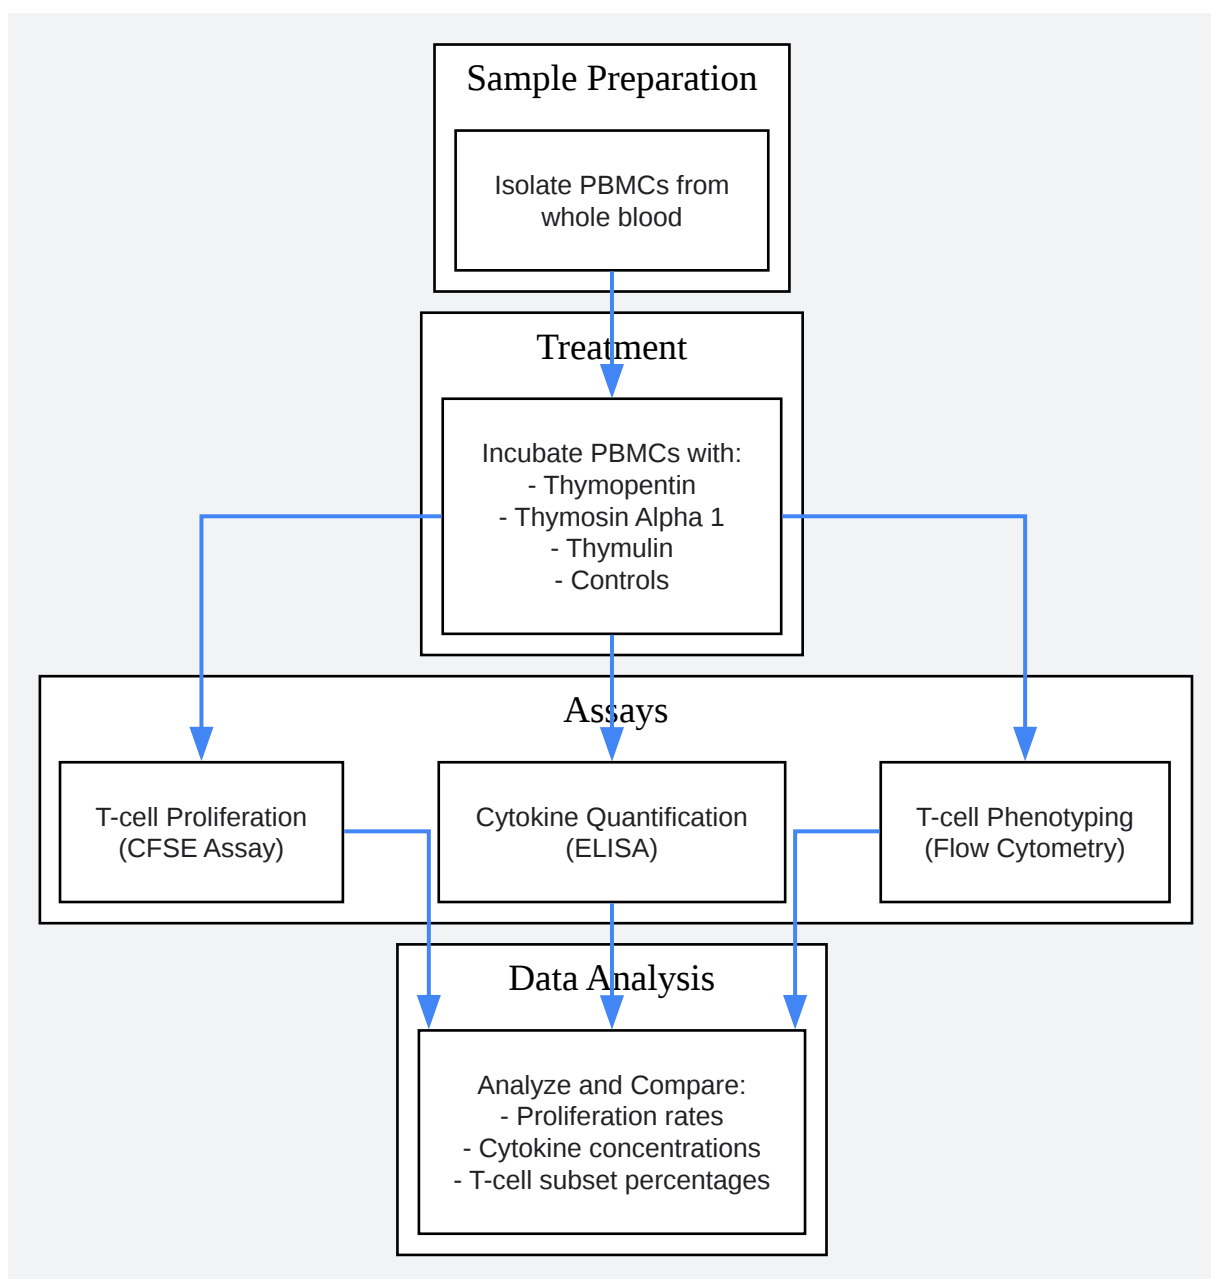 Sample Preparation
Isolate PBMCs from
whole blood
Treatment
Incubate PBMCs with:
- Thymopentin
- Thymosin Alpha 1
- Thymulin
- Controls
Assays
T-cell Proliferation
(CFSE Assay)
Cytokine Quantification
(ELISA)
T-cell Phenotyping
(Flow Cytometry)
Data Analysis
Analyze and Compare:
- Proliferation rates
- Cytokine concentrations
- T-cell subset percentages